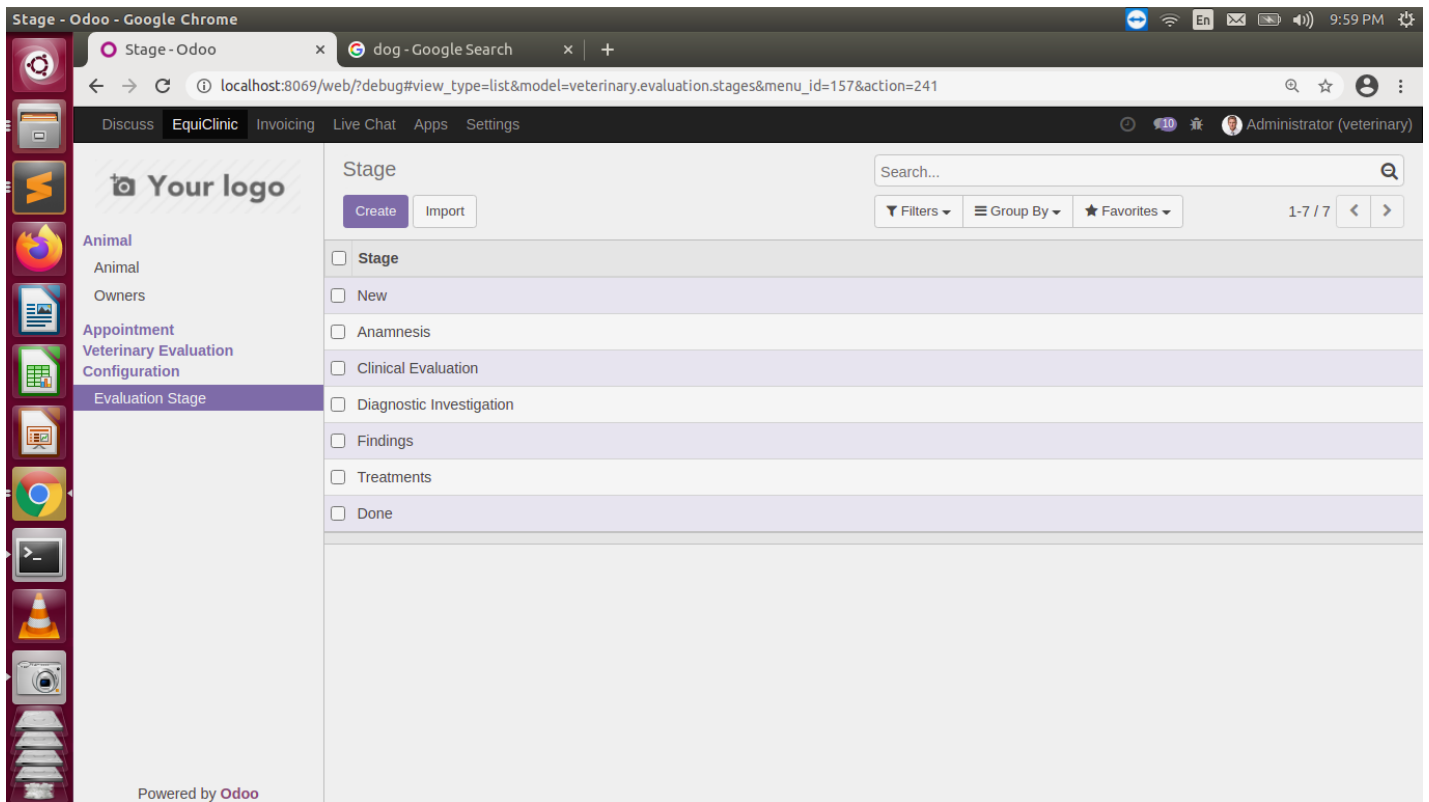 Stage - Odoo - Google Chrome
En
9:59 PM
Stage - Odoo
dog - Google Search
localhost:8069/web/?debug#view_type=list&model=veterinary.evaluation.stages&menu_id=157&action=241
Discuss EquiClinic Invoicing Live Chat Apps Settings
10
Administrator (veterinary)
Your logo
Animal
Animal
Owners
Appointment
Veterinary Evaluation
Configuration
Evaluation Stage
Powered by Odoo
Stage
Search...
Create Import
Filters Group By Favorites
1-7 / 7
Stage
New
Anamnesis
Clinical Evaluation
Diagnostic Investigation
Findings
Treatments
Done